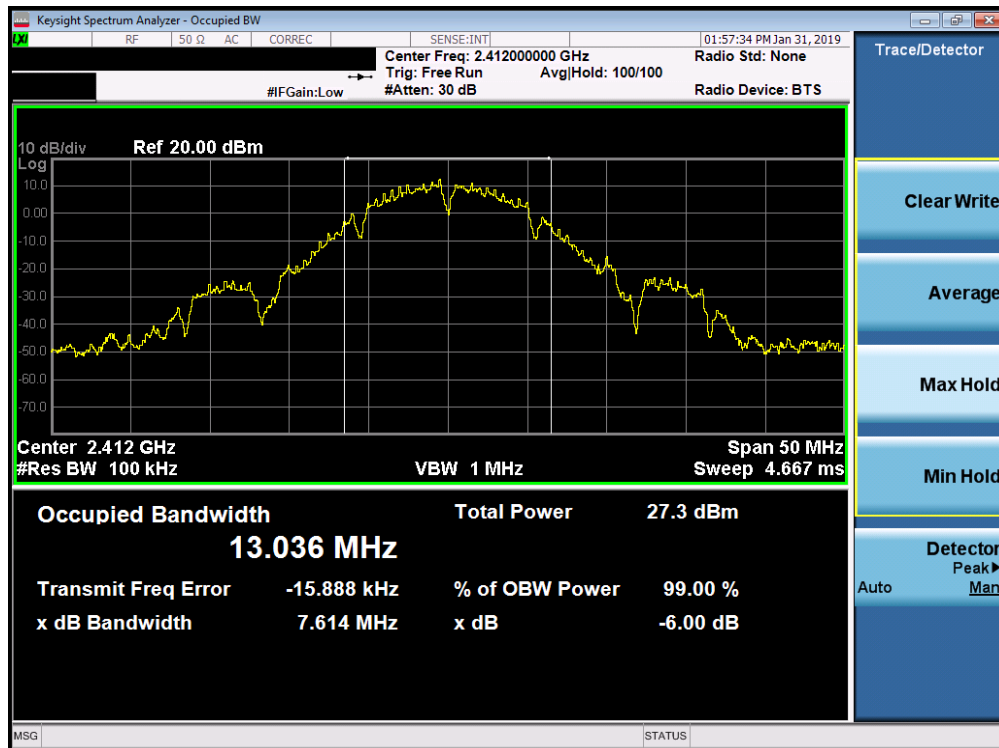 Keysight Spectrum Analyzer - Occupied BW
LXI RF 50 Ω AC CORREC SENSE:INT 01:57:34 PM Jan 31, 2019
Center Freq: 2.412000000 GHz Radio Std: None
Trig: Free Run Avg|Hold: 100/100
#IFGain:Low #Atten: 30 dB Radio Device: BTS
10 dB/div Ref 20.00 dBm
Log
10.0
0.00
-10.0
-20.0
-30.0
-40.0
-50.0
-60.0
-70.0
Center 2.412 GHz Span 50 MHz
#Res BW 100 kHz VBW 1 MHz Sweep 4.667 ms
Occupied Bandwidth Total Power 27.3 dBm
13.036 MHz
Transmit Freq Error -15.888 kHz % of OBW Power 99.00 %
x dB Bandwidth 7.614 MHz x dB -6.00 dB
MSG STATUS
Trace/Detector
Clear Write
Average
Max Hold
Min Hold
Detector
Peak
Auto Man